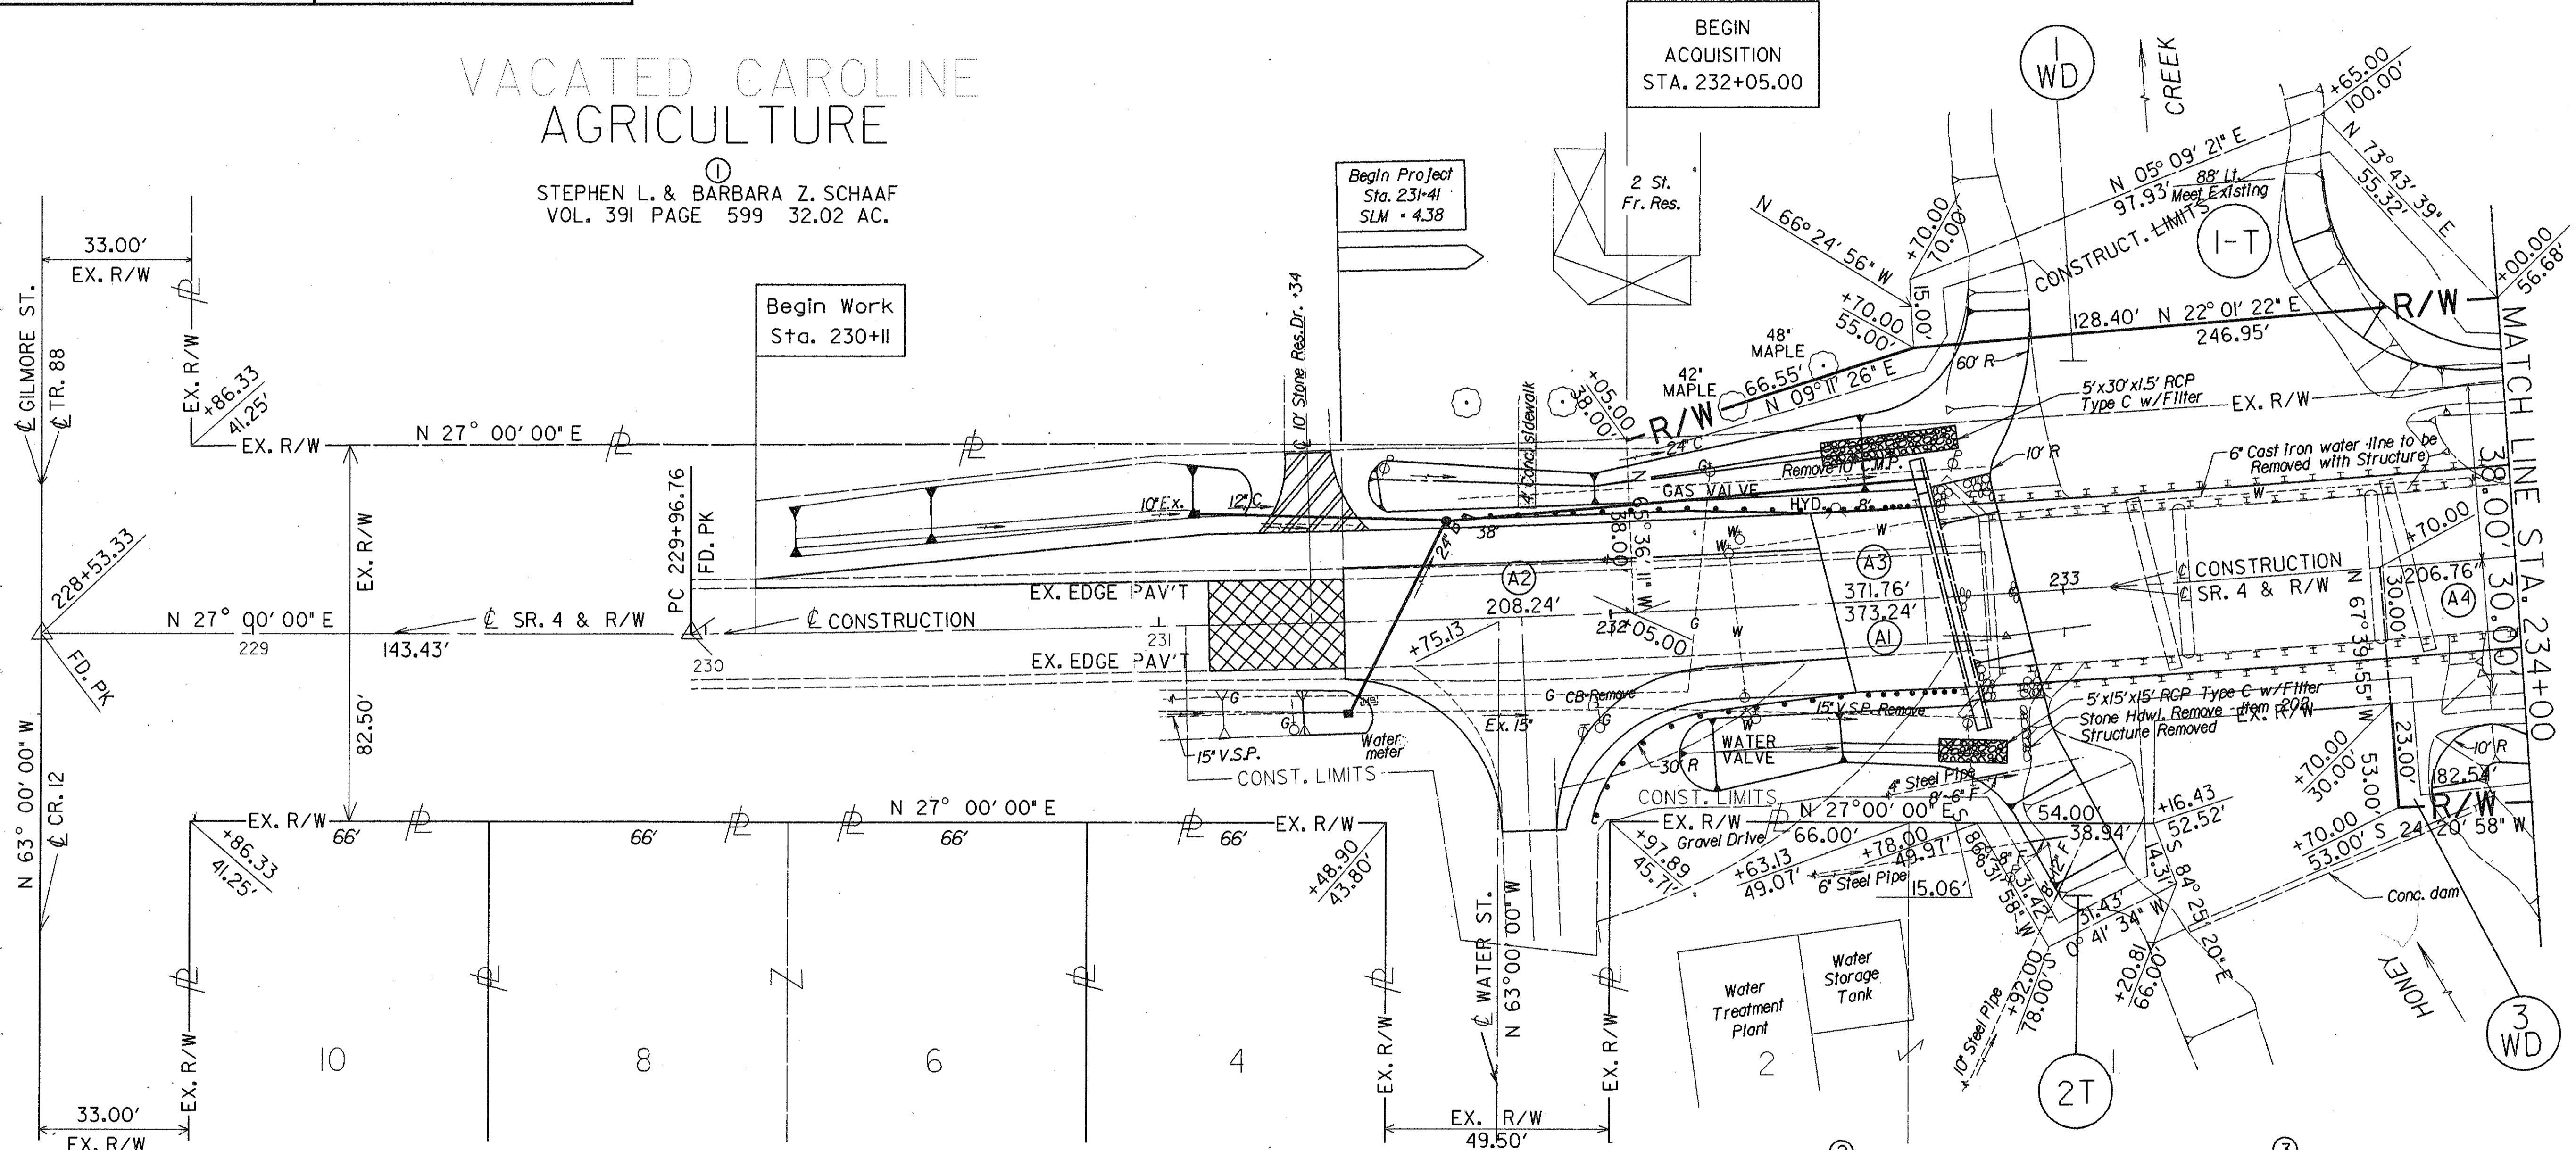 VACATED CAROLINE
AGRICULTURE
1
STEPHEN L. & BARBARA Z. SCHAAF
VOL. 391 PAGE 599 32.02 AC.
BEGIN
ACQUISITION
STA. 232+05.00
1
WD
CREEK
Begin Project
Sta. 231+41
SLM = 4.38
2 St.
Fr. Res.
33.00'
EX. R/W
℄ GILMORE ST.
℄ TR. 88
EX. R/W
+86.33
41.25'
Begin Work
Sta. 230+11
℄ 10' Stone Res. Dr. +34
EX. R/W
N 27° 00' 00" E
N 66° 24' 56" W
+70.00
70.00'
+70.00
55.00'
15.00'
N 05° 09' 21" E
97.93'
88' Lt.
Meet Existing
CONSTRUCT. LIMITS
1-T
+65.00
100.00'
N 73° 43' 39" E
55.32'
+00.00
56.68'
R/W
128.40' N 22° 01' 22" E
246.95'
60' R
48"
MAPLE
42"
MAPLE
66.55'
N 09° 11' 26" E
R/W
+05.00
38.00'
5'x30'x1.5' RCP
Type C w/Filter
EX. R/W
6" Cast Iron water line to be
Removed with Structure
10' R
24" C
Remove 10" C.M.P.
GAS VALVE
HYD.
8'
4' Conc. sidewalk
N 65° 36' 11" W
38.00'
10" Ex.
12" C.
24" D
38'
PC 229+96.76
FD. PK
EX. R/W
82.50'
228+53.33
FD. PK
N 27° 00' 00" E
229
143.43'
℄ SR. 4 & R/W
230
℄ CONSTRUCTION
EX. EDGE PAV'T
EX. EDGE PAV'T
231
A2
208.24'
+75.13
232
+05.00
A3
371.76'
373.24'
A1
233
℄ CONSTRUCTION
℄ SR. 4 & R/W
+70.00
N 67° 39' 55" W
30.00'
206.76'
A4
38.00'
30.00'
MATCH LINE STA. 234+00
N 63° 00' 00" W
℄ CR. 12
15" V.S.P.
CONST. LIMITS
Water
meter
CB-Remove
Ex. 15"
15" V.S.P. Remove
WATER
VALVE
30' R
5'x15'x1.5' RCP Type C w/Filter
Stone Hdwl. Remove - Item 202
Structure Removed
EX. R/W
4" Steel Pipe
8'-6" F
CONST. LIMITS
+70.00
30.00'
53.00'
23.00'
10' R
82.54'
R/W
EX. R/W
N 27° 00' 00" E
66'
66'
66'
66'
EX. R/W
+86.33
41.25'
+48.90
43.80'
EX. R/W
N 27° 00' 00" E
66.00'
Gravel Drive
+97.89
45.71'
+63.13
49.07'
+78.00
49.97'
6" Steel Pipe
15.06'
54.00'
38.94'
+16.43
52.52'
+70.00
53.00'
S 24° 20' 58" W
31.42'
31.43'
14.31'
S 84° 25' 20" E
Conc. dam
+92.00
78.00'
+20.81
66.00'
10" Steel Pipe
HONEY
℄ WATER ST.
N 63° 00' 00" W
Water
Treatment
Plant
Water
Storage
Tank
10
8
6
4
2
1
EX. R/W
EX. R/W
EX. R/W
2T
3
WD
33.00'
EX. R/W
EX. R/W
49.50'
2
3